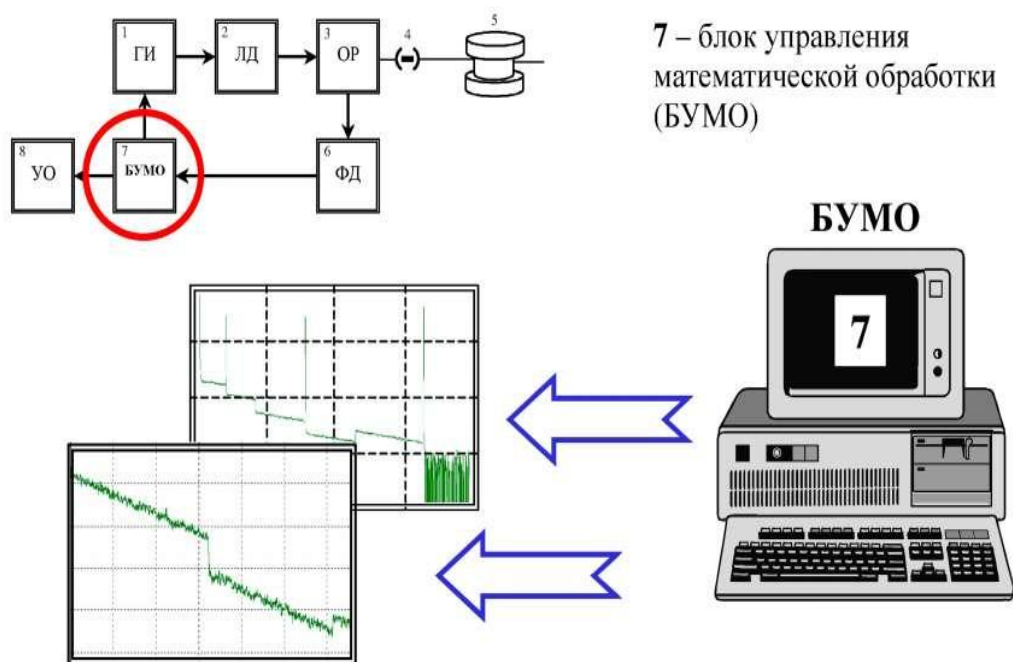 1
ГИ
2
ЛД
3
ОР
4
5
8
УО
7
БУМО
6
ФД
7 – блок управления
математической обработки
(БУМО)
БУМО
7